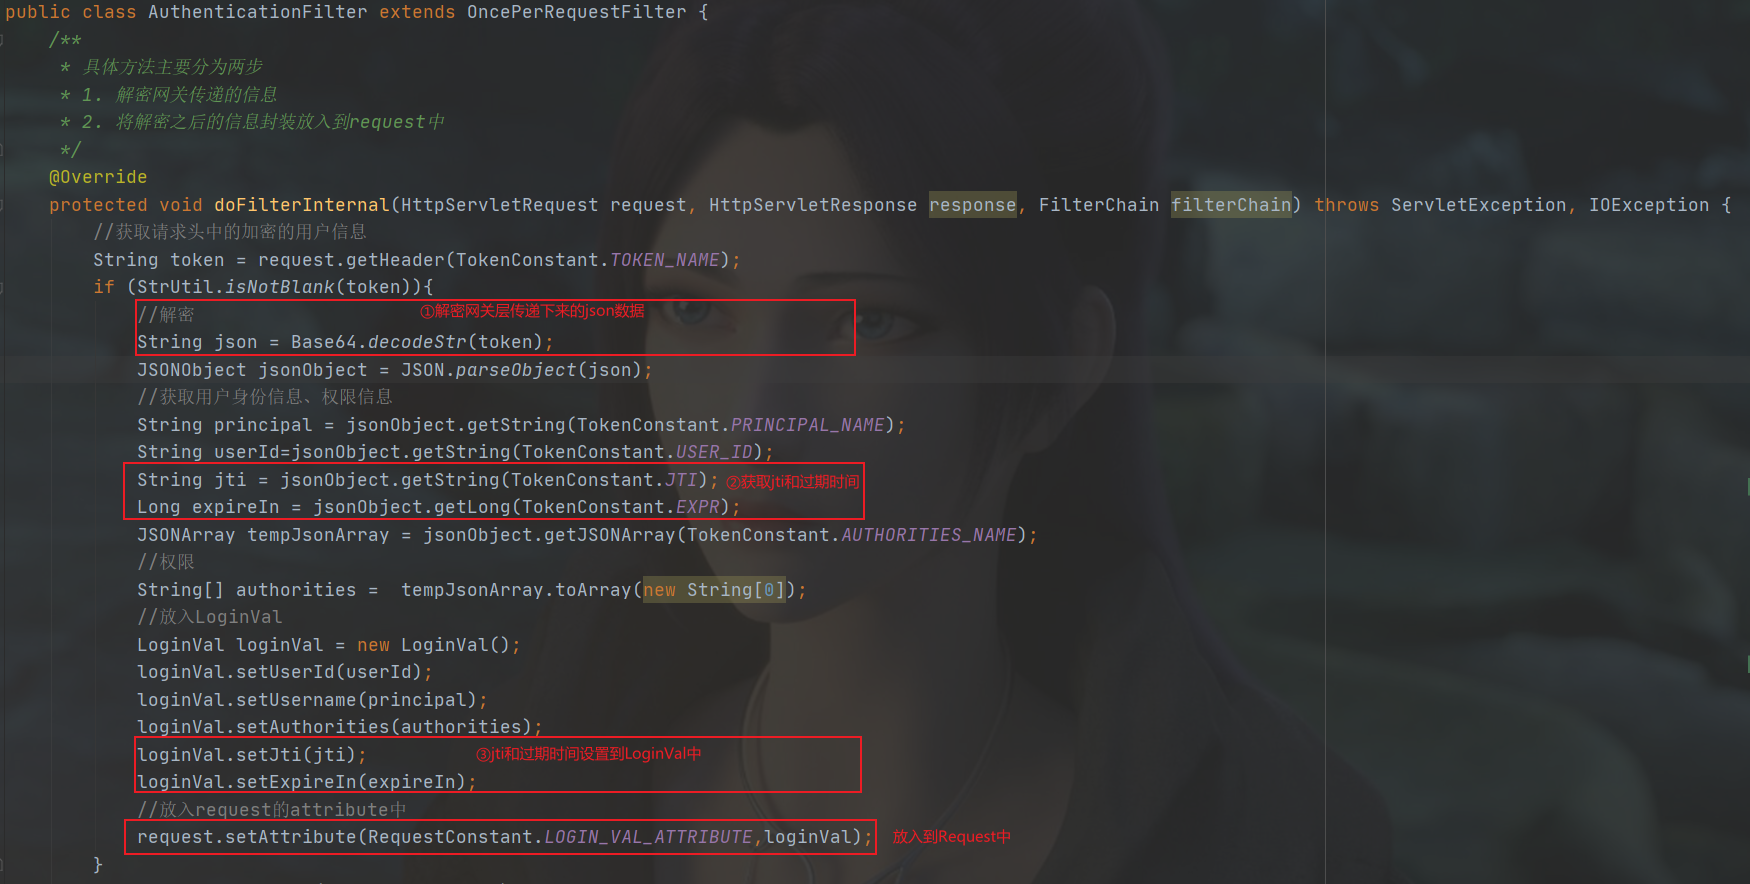 public class AuthenticationFilter extends OncePerRequestFilter {
/**
* 具体方法主要分为两步
* 1. 解密网关传递的信息
* 2. 将解密之后的信息封装放入到request中
*/
@Override
protected void doFilterInternal(HttpServletRequest request, HttpServletResponse response, FilterChain filterChain) throws ServletException, IOException {
//获取请求头中的加密的用户信息
String token = request.getHeader(TokenConstant.TOKEN_NAME);
if (StrUtil.isNotBlank(token)){
//解密 ①解密网关层传递下来的json数据
String json = Base64.decodeStr(token);
JSONObject jsonObject = JSON.parseObject(json);
//获取用户身份信息、权限信息
String principal = jsonObject.getString(TokenConstant.PRINCIPAL_NAME);
String userId=jsonObject.getString(TokenConstant.USER_ID);
String jti = jsonObject.getString(TokenConstant.JTI); ②获取jti和过期时间
Long expireIn = jsonObject.getLong(TokenConstant.EXPR);
JSONArray tempJsonArray = jsonObject.getJSONArray(TokenConstant.AUTHORITIES_NAME);
//权限
String[] authorities =  tempJsonArray.toArray(new String[0]);
//放入LoginVal
LoginVal loginVal = new LoginVal();
loginVal.setUserId(userId);
loginVal.setUsername(principal);
loginVal.setAuthorities(authorities);
loginVal.setJti(jti); ③jti和过期时间设置到LoginVal中
loginVal.setExpireIn(expireIn);
//放入request的attribute中
request.setAttribute(RequestConstant.LOGIN_VAL_ATTRIBUTE,loginVal); 放入到Request中
}